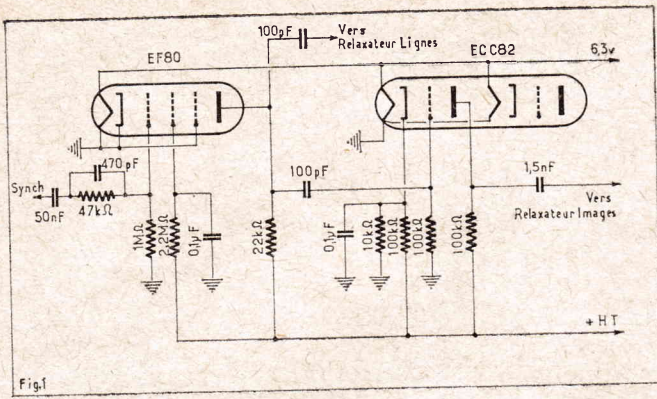 100pF
Vers
Relaxateur Lignes
EF80
ECC82
6,3v
470pF
Synch
50nF
47kΩ
1MΩ
2,2MΩ
0,1µF
22kΩ
100pF
0,1µF
10kΩ
100kΩ
100kΩ
100kΩ
1,5nF
Vers
Relaxateur Images
+HT
Fig.1